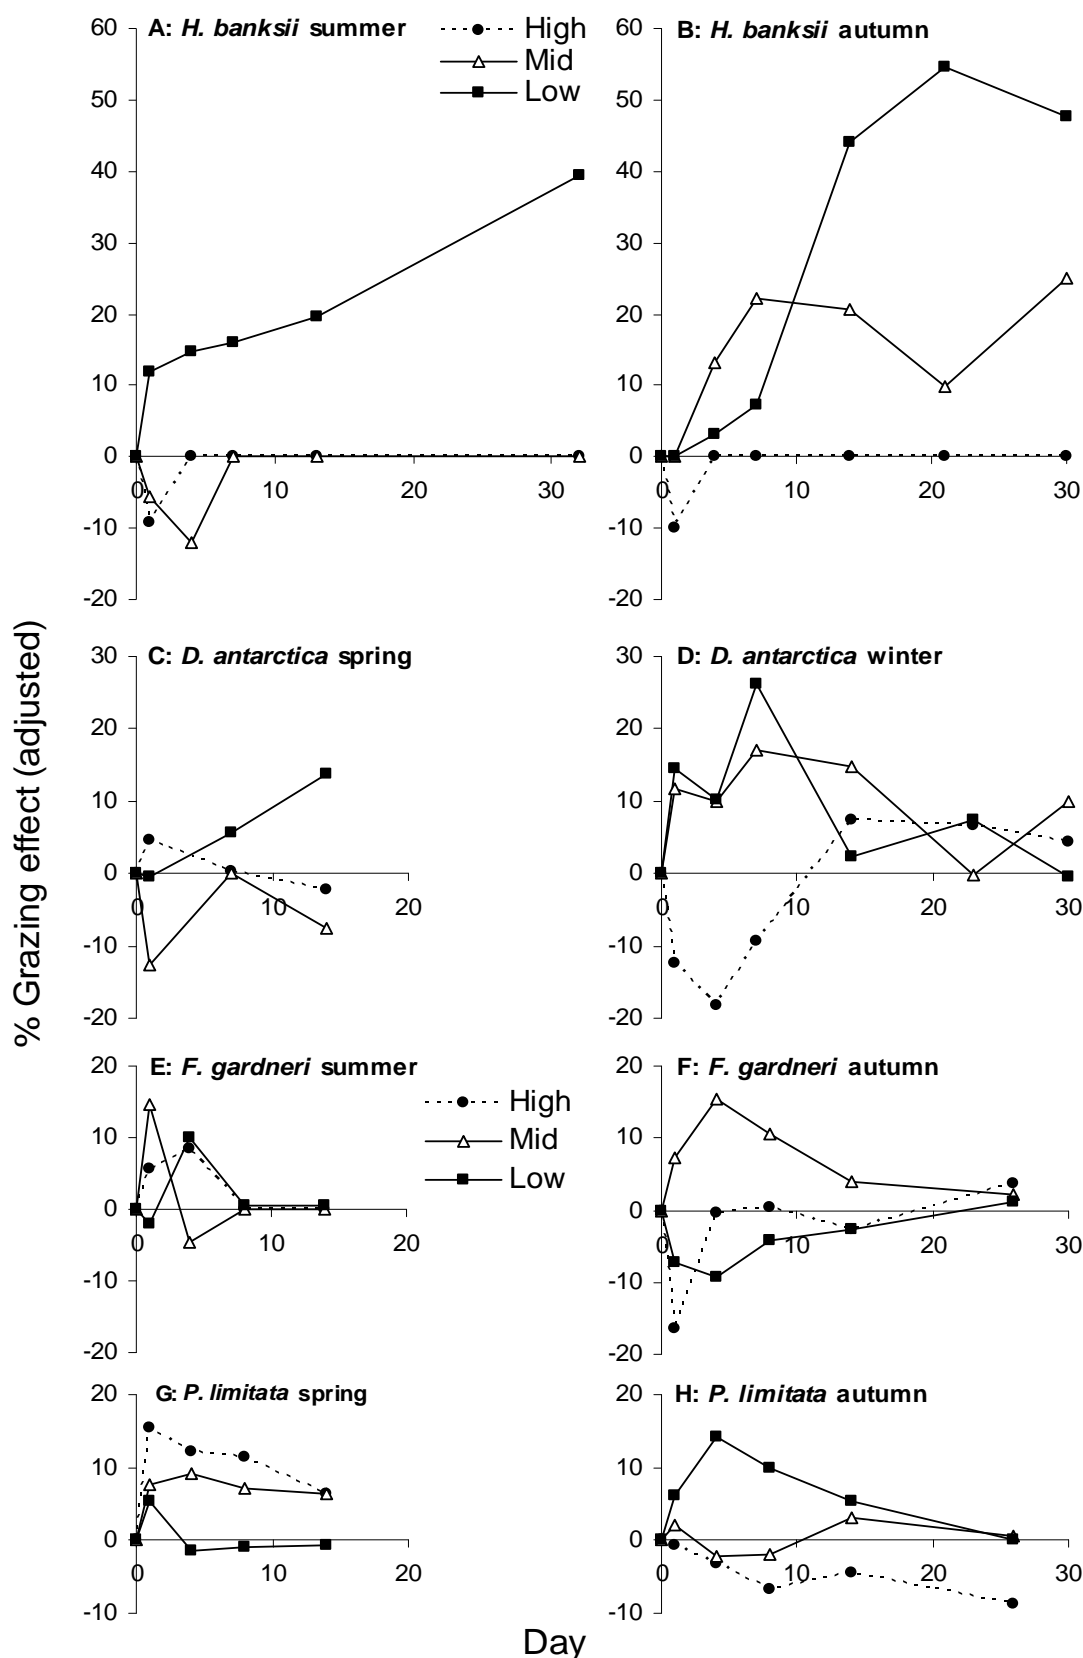 % Grazing effect (adjusted)
A: H. banksii summer
High
Mid
Low
60
50
40
30
20
10
0
-10
-20
0 10 20 30
B: H. banksii autumn
60
50
40
30
20
10
0
-10
-20
0 10 20 30
C: D. antarctica spring
30
20
10
0
-10
-20
0 10 20
D: D. antarctica winter
30
20
10
0
-10
-20
0 10 20 30
E: F. gardneri summer
High
Mid
Low
20
10
0
-10
-20
0 10 20
F: F. gardneri autumn
20
10
0
-10
-20
0 10 20 30
G: P. limitata spring
20
10
0
-10
0 10 20
H: P. limitata autumn
20
10
0
-10
0 10 20 30
Day